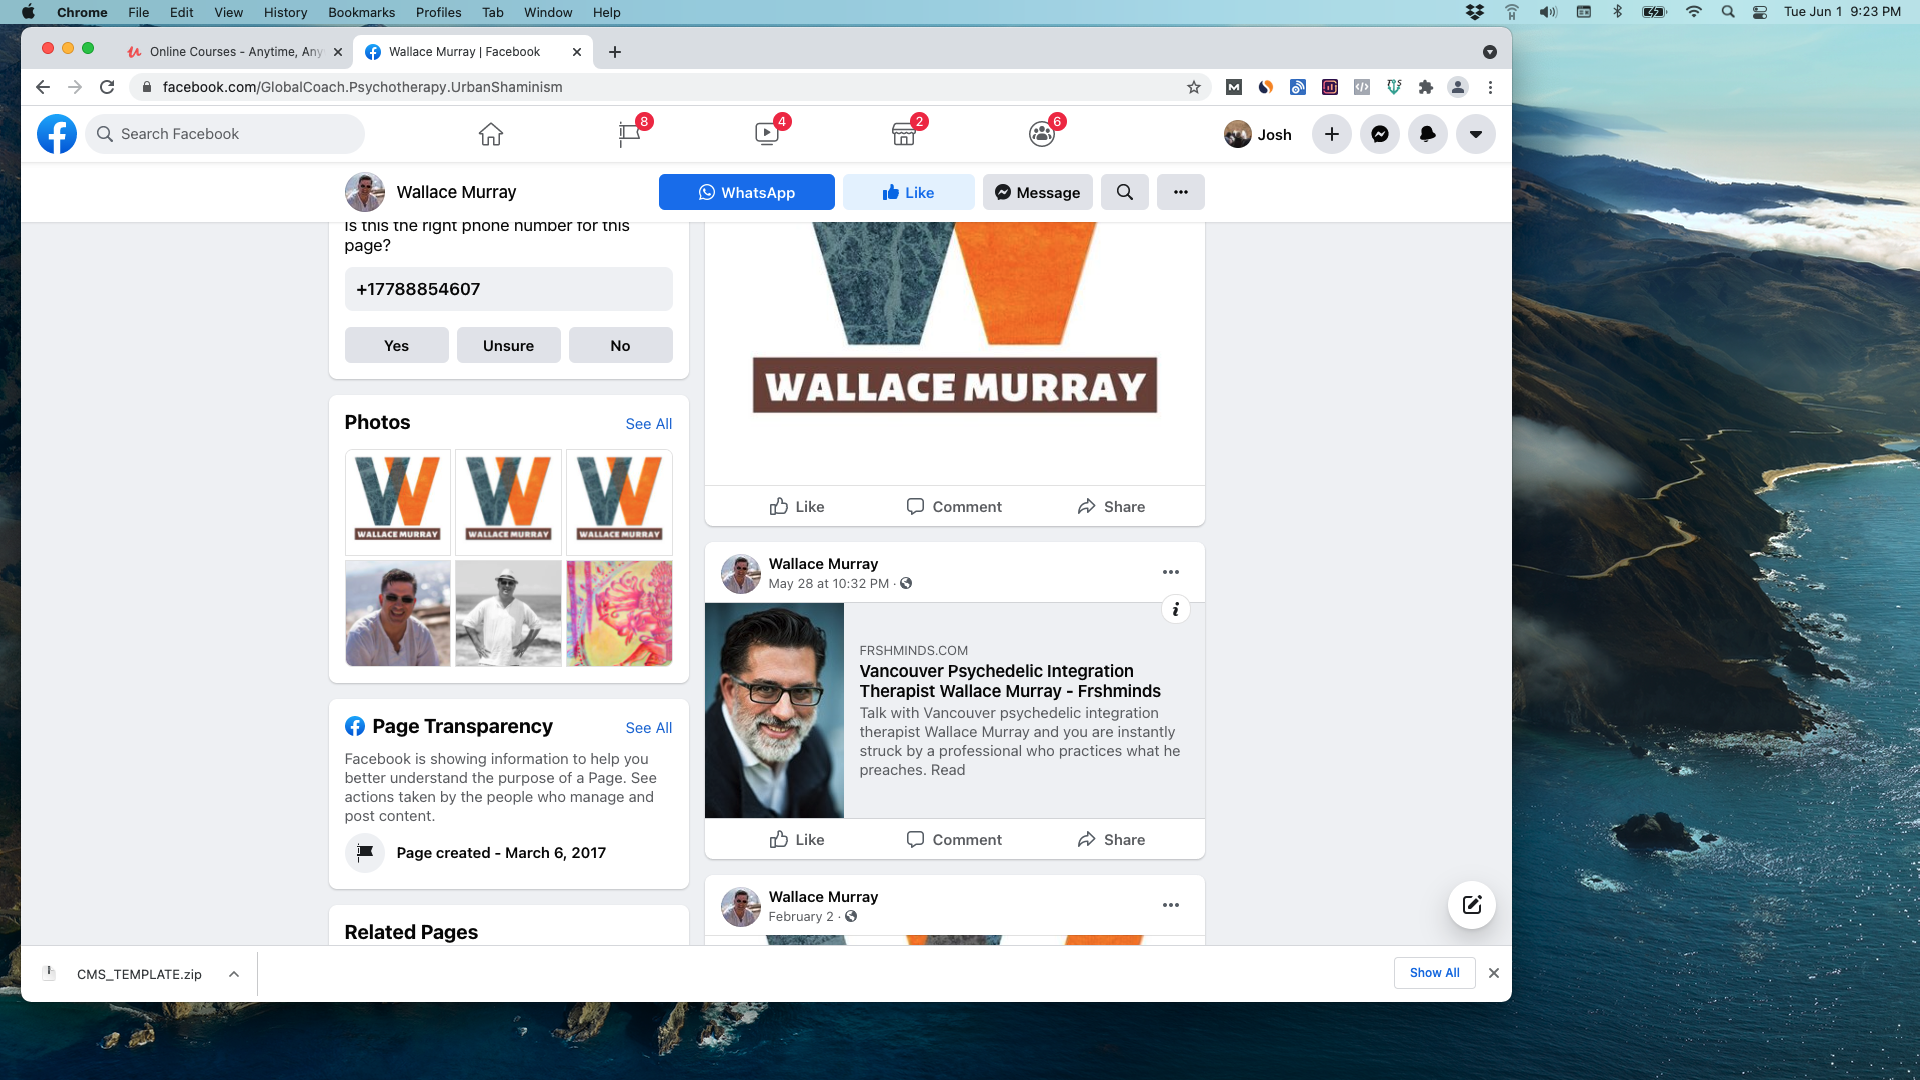 Chrome File Edit View History Bookmarks Profiles Tab Window Help
Tue Jun 1 9:23 PM
Online Courses - Anytime, Any
Wallace Murray | Facebook
facebook.com/GlobalCoach.Psychotherapy.UrbanShaminism
Search Facebook
8
4
2
6
Josh
Wallace Murray
WhatsApp
Like
Message
Is this the right phone number for this
page?
+17788854607
Yes
Unsure
No
Photos
See All
WALLACE MURRAY
WALLACE MURRAY
WALLACE MURRAY
Page Transparency
See All
Facebook is showing information to help you
better understand the purpose of a Page. See
actions taken by the people who manage and
post content.
Page created - March 6, 2017
Related Pages
WALLACE MURRAY
Like
Comment
Share
Wallace Murray
May 28 at 10:32 PM ·
FRSHMINDS.COM
Vancouver Psychedelic Integration
Therapist Wallace Murray - Frshminds
Talk with Vancouver psychedelic integration
therapist Wallace Murray and you are instantly
struck by a professional who practices what he
preaches. Read
Like
Comment
Share
Wallace Murray
February 2 ·
CMS_TEMPLATE.zip
Show All